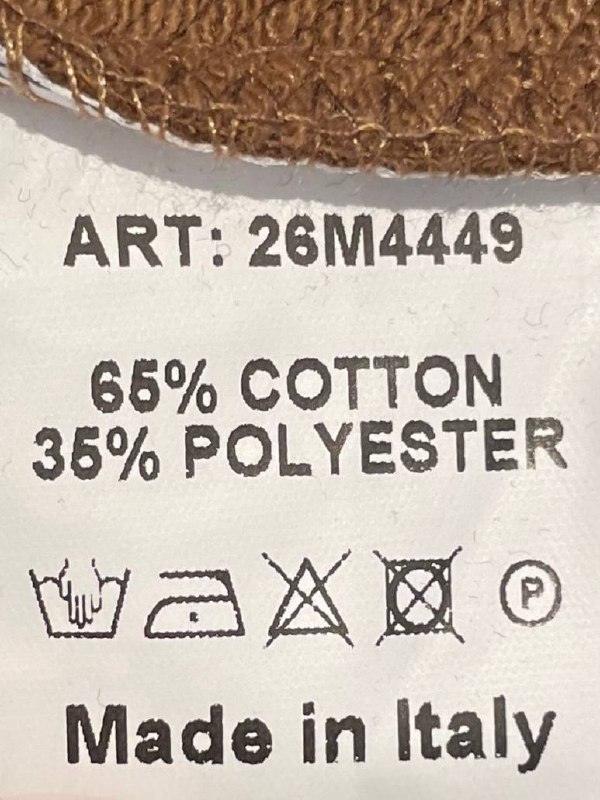 ART: 26M4449
65% COTTON
35% POLYESTER
P
Made in Italy